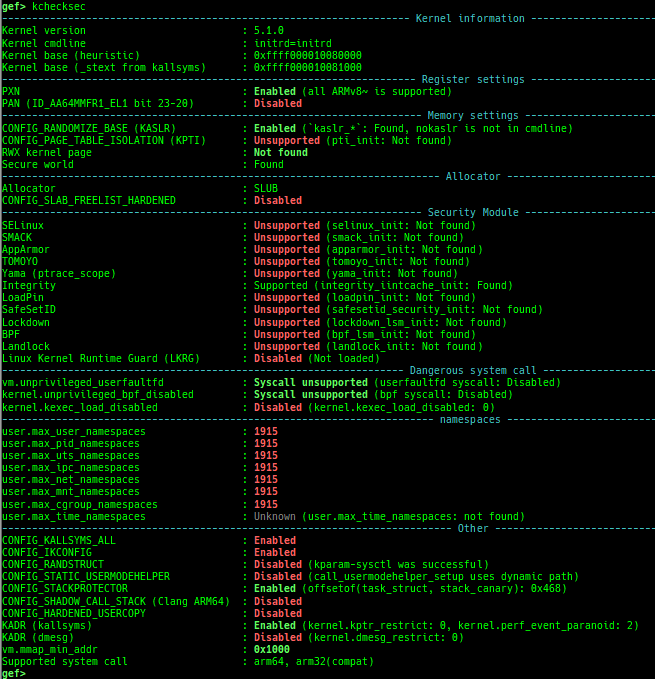 gef> kchecksec
Kernel information
Kernel version : 5.1.0
Kernel cmdline : initrd=initrd
Kernel base (heuristic) : 0xffff000010080000
Kernel base (_stext from kallsyms) : 0xffff000010081000
Register settings
PXN : Enabled (all ARMv8~ is supported)
PAN (ID_AA64MMFR1_EL1 bit 23-20) : Disabled
Memory settings
CONFIG_RANDOMIZE_BASE (KASLR) : Enabled (`kaslr_*`: Found, nokaslr is not in cmdline)
CONFIG_PAGE_TABLE_ISOLATION (KPTI) : Unsupported (pti_init: Not found)
RWX kernel page : Not found
Secure world : Found
Allocator
Allocator : SLUB
CONFIG_SLAB_FREELIST_HARDENED : Disabled
Security Module
SELinux : Unsupported (selinux_init: Not found)
SMACK : Unsupported (smack_init: Not found)
AppArmor : Unsupported (apparmor_init: Not found)
TOMOYO : Unsupported (tomoyo_init: Not found)
Yama (ptrace_scope) : Unsupported (yama_init: Not found)
Integrity : Supported (integrity_iintcache_init: Found)
LoadPin : Unsupported (loadpin_init: Not found)
SafeSetID : Unsupported (safesetid_security_init: Not found)
Lockdown : Unsupported (lockdown_lsm_init: Not found)
BPF : Unsupported (bpf_lsm_init: Not found)
Landlock : Unsupported (landlock_init: Not found)
Linux Kernel Runtime Guard (LKRG) : Disabled (Not loaded)
Dangerous system call
vm.unprivileged_userfaultfd : Syscall unsupported (userfaultfd syscall: Disabled)
kernel.unprivileged_bpf_disabled : Syscall unsupported (bpf syscall: Disabled)
kernel.kexec_load_disabled : Disabled (kernel.kexec_load_disabled: 0)
namespaces
user.max_user_namespaces : 1915
user.max_pid_namespaces : 1915
user.max_uts_namespaces : 1915
user.max_ipc_namespaces : 1915
user.max_net_namespaces : 1915
user.max_mnt_namespaces : 1915
user.max_cgroup_namespaces : 1915
user.max_time_namespaces : Unknown (user.max_time_namespaces: not found)
Other
CONFIG_KALLSYMS_ALL : Enabled
CONFIG_IKCONFIG : Enabled
CONFIG_RANDSTRUCT : Disabled (kparam-sysctl was successful)
CONFIG_STATIC_USERMODEHELPER : Disabled (call_usermodehelper_setup uses dynamic path)
CONFIG_STACKPROTECTOR : Enabled (offsetof(task_struct, stack_canary): 0x468)
CONFIG_SHADOW_CALL_STACK (Clang ARM64) : Disabled
CONFIG_HARDENED_USERCOPY : Disabled
KADR (kallsyms) : Enabled (kernel.kptr_restrict: 0, kernel.perf_event_paranoid: 2)
KADR (dmesg) : Disabled (kernel.dmesg_restrict: 0)
vm.mmap_min_addr : 0x1000
Supported system call : arm64, arm32(compat)
gef>